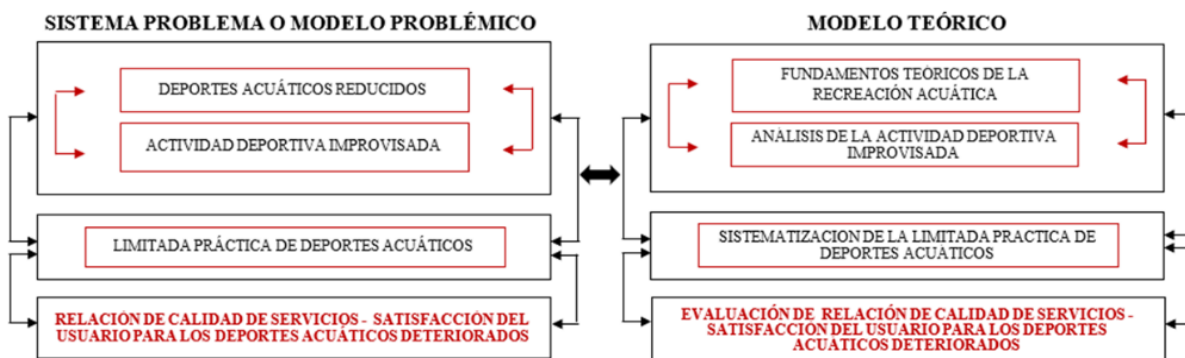 SISTEMA PROBLEMA O MODELO PROBLÉMICO
DEPORTES ACUÁTICOS REDUCIDOS
ACTIVIDAD DEPORTIVA IMPROVISADA
LIMITADA PRÁCTICA DE DEPORTES ACUÁTICOS
RELACIÓN DE CALIDAD DE SERVICIOS - SATISFACCIÓN DEL
USUARIO PARA LOS DEPORTES ACUÁTICOS DETERIORADOS
MODELO TEÓRICO
FUNDAMENTOS TEÓRICOS DE LA
RECREACIÓN ACUÁTICA
ANÁLISIS DE LA ACTIVIDAD DEPORTIVA
IMPROVISADA
SISTEMATIZACION DE LA LIMITADA PRACTICA DE
DEPORTES ACUÁTICOS
EVALUACIÓN DE RELACIÓN DE CALIDAD DE SERVICIOS -
SATISFACCIÓN DEL USUARIO PARA LOS DEPORTES
ACUÁTICOS DETERIORADOS